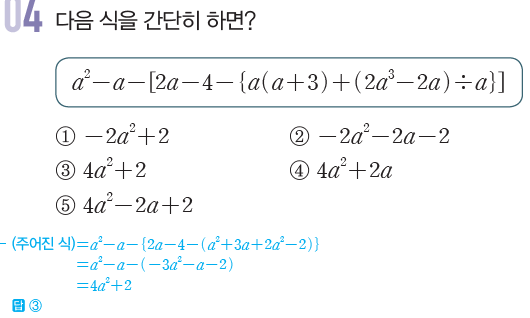 04 다음 식을 간단히 하면?
a²−a−[2a−4−{a(a+3)+(2a³−2a)÷a}]
① −2a²+2 ② −2a²−2a−2
③ 4a²+2 ④ 4a²+2a
⑤ 4a²−2a+2
(주어진 식)=a²−a−{2a−4−(a²+3a+2a²−2)}
=a²−a−(−3a²−a−2)
=4a²+2
답 ③